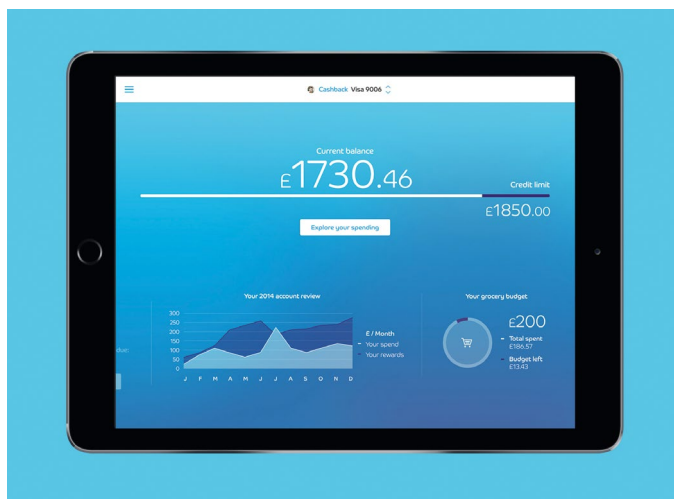 Cashback Visa 9006
Current balance
£1730.46
Credit limit
£1850.00
Explore your spending
Your 2014 account review
300
250
200
150
100
50
0
J F M A M J J A S O N D
£ / Month
Your spend
Your rewards
Your grocery budget
£200
Total spent
£186.57
Budget left
£13.43